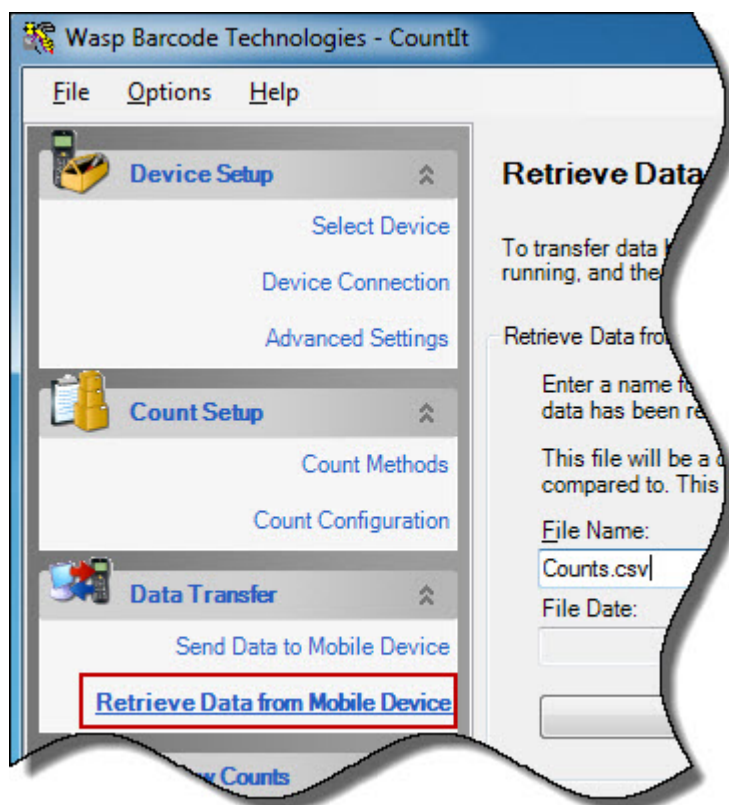 Wasp Barcode Technologies - CountIt
File Options Help
Device Setup
Select Device
Device Connection
Advanced Settings
Count Setup
Count Methods
Count Configuration
Data Transfer
Send Data to Mobile Device
Retrieve Data from Mobile Device
Counts
Retrieve Data
To transfer data
running, and the
Retrieve Data from
Enter a name
data has been
This file will be a
compared to. This
File Name:
Counts.csv
File Date: